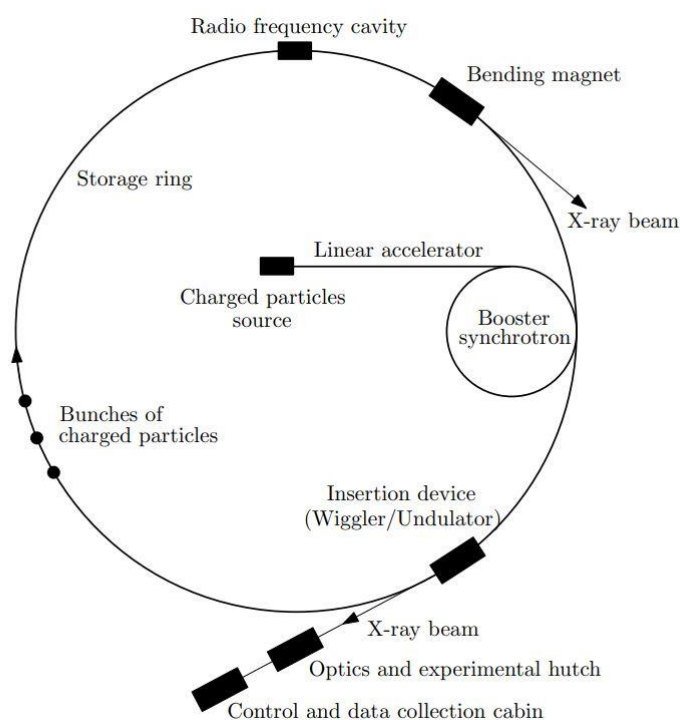 Radio frequency cavity
Bending magnet
Storage ring
X-ray beam
Linear accelerator
Charged particles
source
Booster
synchrotron
Bunches of
charged particles
Insertion device
(Wiggler/Undulator)
X-ray beam
Optics and experimental hutch
Control and data collection cabin